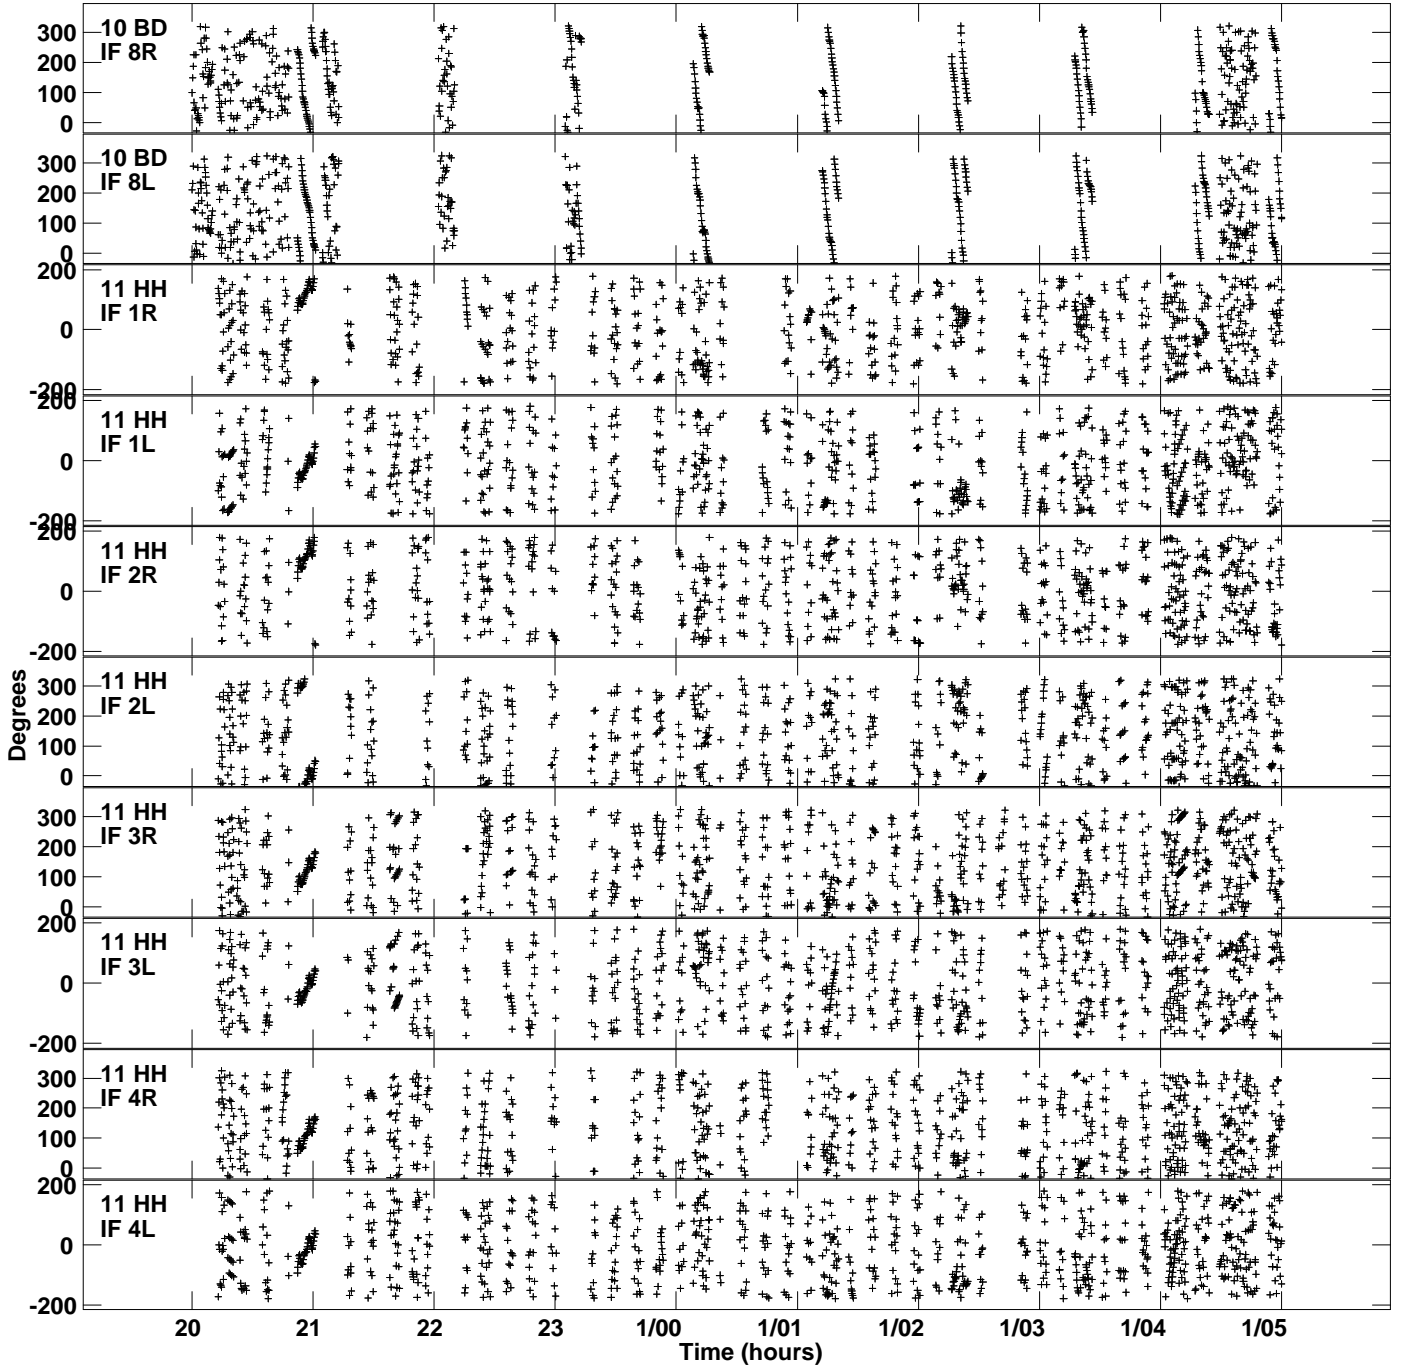 10 BD
IF 8R
300
200
100
0
10 BD
IF 8L
300
200
100
0
11 HH
IF 1R
200
0
-200
11 HH
IF 1L
200
0
-200
11 HH
IF 2R
200
0
-200
11 HH
IF 2L
300
200
100
0
11 HH
IF 3R
300
200
100
0
11 HH
IF 3L
200
0
-200
11 HH
IF 4R
300
200
100
0
11 HH
IF 4L
200
0
-200
Degrees
20 21 22 23 1/00 1/01 1/02 1/03 1/04 1/05
Time (hours)